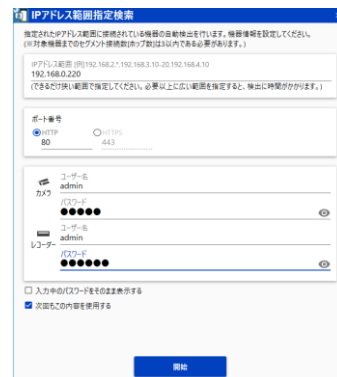 IPアドレス範囲指定検索
指定されたIPアドレス範囲に接続されている機器の自動検出を行います。機器情報を設定してください。
(※対象機器までのセグメント接続数(ホップ数)は3以内である必要があります。)
IPアドレス範囲 (例)192.168.2.*,192.168.3.10-20,192.168.4.10
192.168.0.220
(できるだけ狭い範囲で指定してください。必要以上に広い範囲を指定すると、検出に時間がかかります。)
ポート番号
HTTP HTTPS
80 443
カメラ
ユーザー名
admin
パスワード
●●●●●
レコーダー
ユーザー名
admin
パスワード
●●●●●●
入力中のパスワードをそのまま表示する
次回もこの内容を使用する
開始